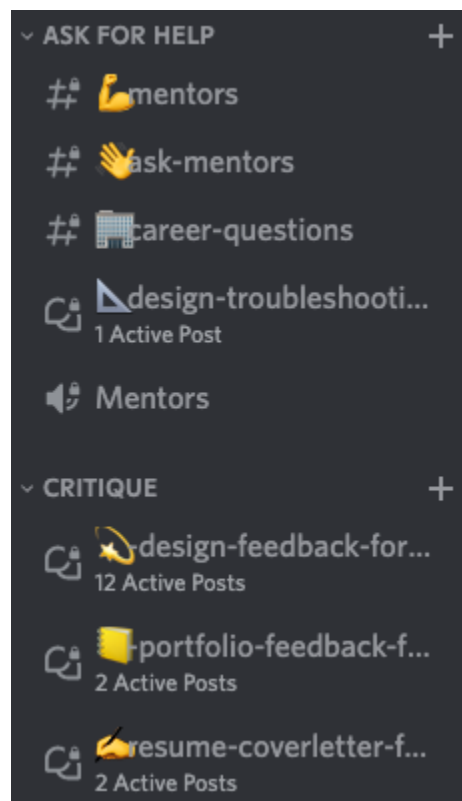 ASK FOR HELP
💪mentors
👋ask-mentors
🏢career-questions
📐design-troubleshooti...
1 Active Post
Mentors
CRITIQUE
💫-design-feedback-for...
12 Active Posts
📒-portfolio-feedback-f...
2 Active Posts
✍resume-coverletter-f...
2 Active Posts